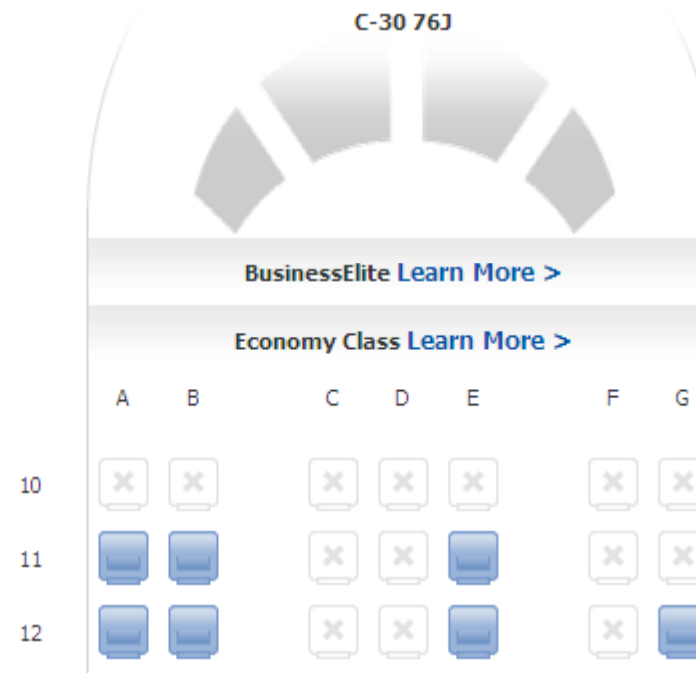 C-30 76J
BusinessElite Learn More >
Economy Class Learn More >
A B C D E F G
10
11
12